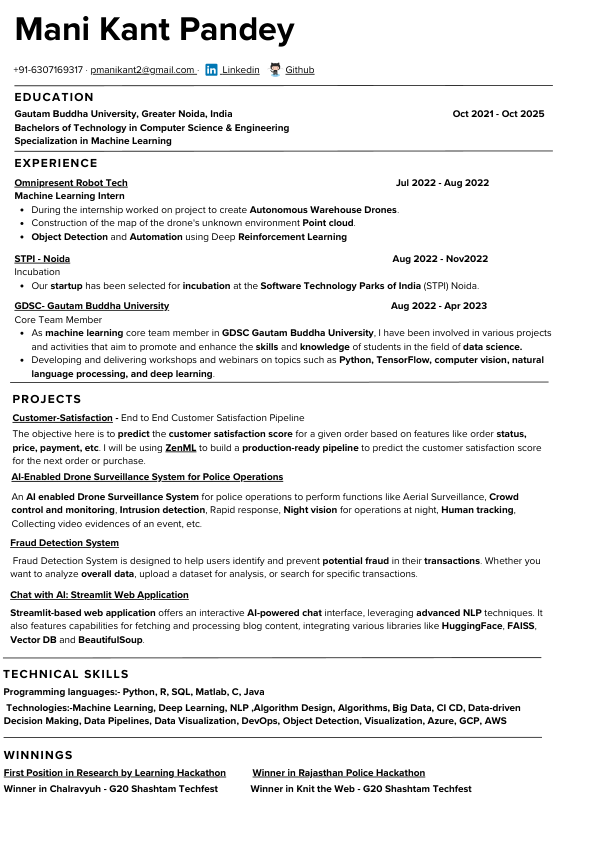 Mani Kant Pandey
+91-6307169317 · pmanikant2@gmail.com · Linkedin Github
EDUCATION
Gautam Buddha University, Greater Noida, India Oct 2021 - Oct 2025
Bachelors of Technology in Computer Science & Engineering
Specialization in Machine Learning
EXPERIENCE
Omnipresent Robot Tech Jul 2022 - Aug 2022
Machine Learning Intern
• During the internship worked on project to create Autonomous Warehouse Drones.
• Construction of the map of the drone's unknown environment Point cloud.
• Object Detection and Automation using Deep Reinforcement Learning
STPI - Noida Aug 2022 - Nov2022
Incubation
• Our startup has been selected for incubation at the Software Technology Parks of India (STPI) Noida.
GDSC- Gautam Buddha University Aug 2022 - Apr 2023
Core Team Member
• As machine learning core team member in GDSC Gautam Buddha University, I have been involved in various projects
and activities that aim to promote and enhance the skills and knowledge of students in the field of data science.
• Developing and delivering workshops and webinars on topics such as Python, TensorFlow, computer vision, natural
language processing, and deep learning.
PROJECTS
Customer-Satisfaction - End to End Customer Satisfaction Pipeline
The objective here is to predict the customer satisfaction score for a given order based on features like order status,
price, payment, etc. I will be using ZenML to build a production-ready pipeline to predict the customer satisfaction score
for the next order or purchase.
AI-Enabled Drone Surveillance System for Police Operations
An AI enabled Drone Surveillance System for police operations to perform functions like Aerial Surveillance, Crowd
control and monitoring, Intrusion detection, Rapid response, Night vision for operations at night, Human tracking,
Collecting video evidences of an event, etc.
Fraud Detection System
Fraud Detection System is designed to help users identify and prevent potential fraud in their transactions. Whether you
want to analyze overall data, upload a dataset for analysis, or search for specific transactions.
Chat with AI: Streamlit Web Application
Streamlit-based web application offers an interactive AI-powered chat interface, leveraging advanced NLP techniques. It
also features capabilities for fetching and processing blog content, integrating various libraries like HuggingFace, FAISS,
Vector DB and BeautifulSoup.
TECHNICAL SKILLS
Programming languages:- Python, R, SQL, Matlab, C, Java
Technologies:-Machine Learning, Deep Learning, NLP ,Algorithm Design, Algorithms, Big Data, CI CD, Data-driven
Decision Making, Data Pipelines, Data Visualization, DevOps, Object Detection, Visualization, Azure, GCP, AWS
WINNINGS
First Position in Research by Learning Hackathon Winner in Rajasthan Police Hackathon
Winner in Chalravyuh - G20 Shashtam Techfest Winner in Knit the Web - G20 Shashtam Techfest